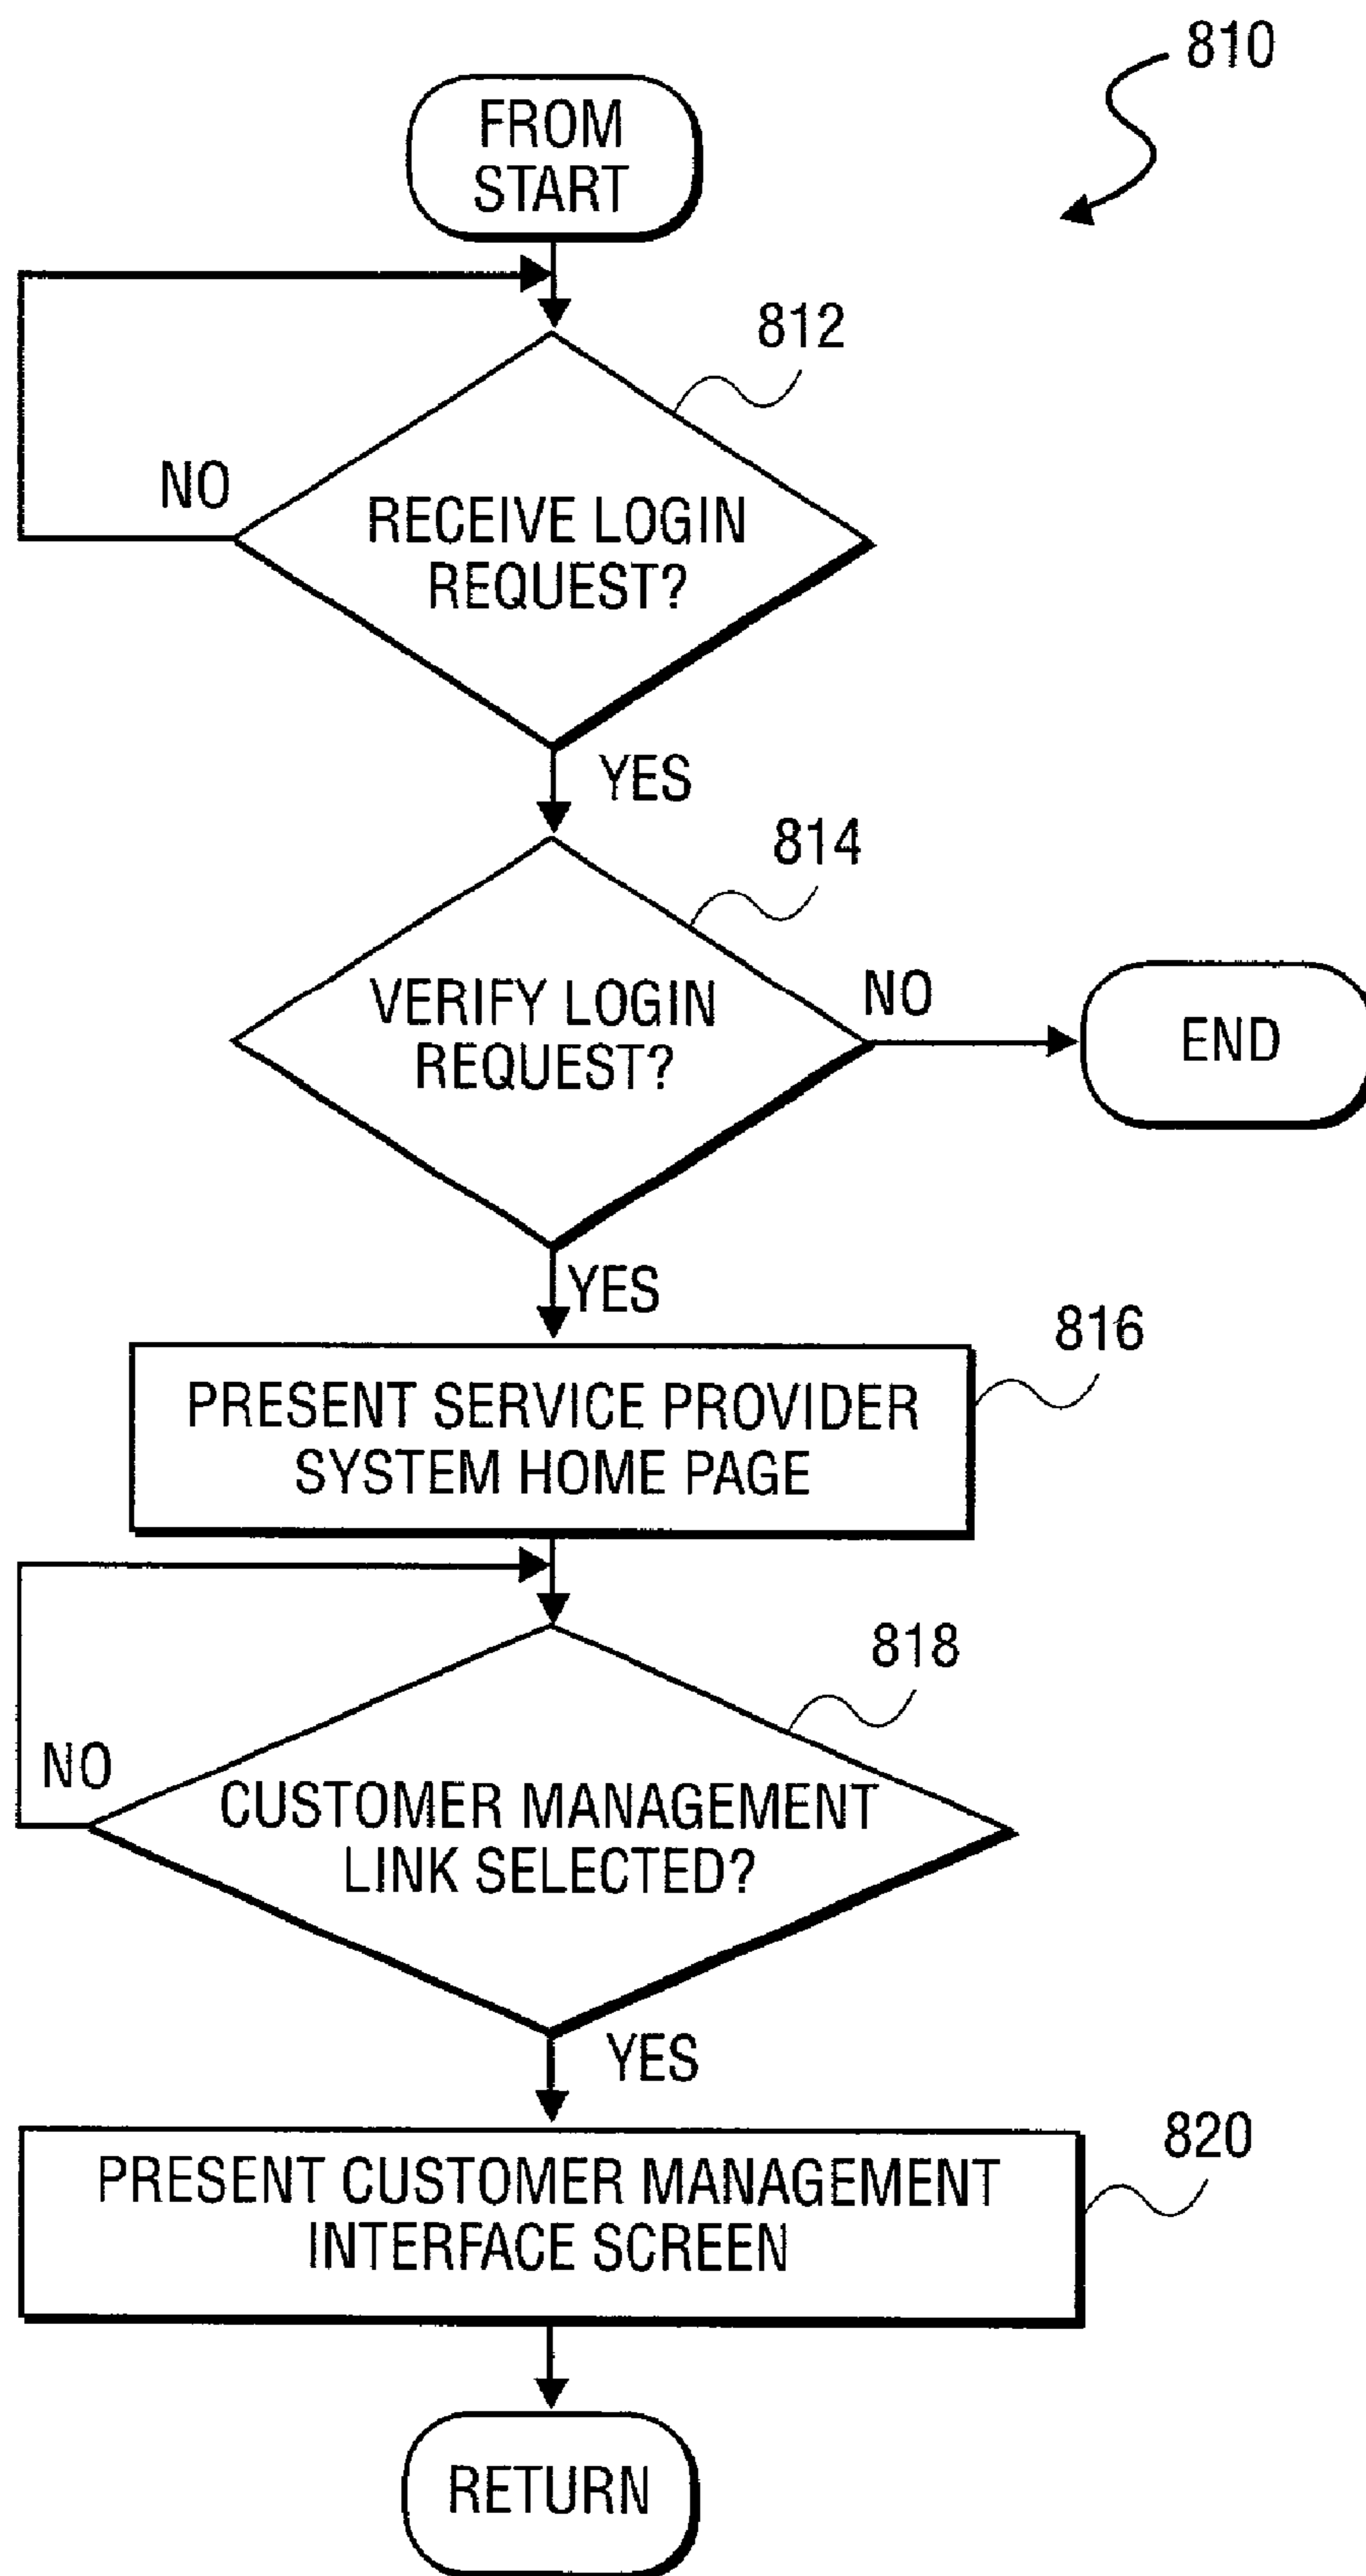 810
FROM
START
812
NO
RECEIVE LOGIN
REQUEST?
YES
814
VERIFY LOGIN
REQUEST?
NO
END
YES
816
PRESENT SERVICE PROVIDER
SYSTEM HOME PAGE
818
NO
CUSTOMER MANAGEMENT
LINK SELECTED?
YES
820
PRESENT CUSTOMER MANAGEMENT
INTERFACE SCREEN
RETURN